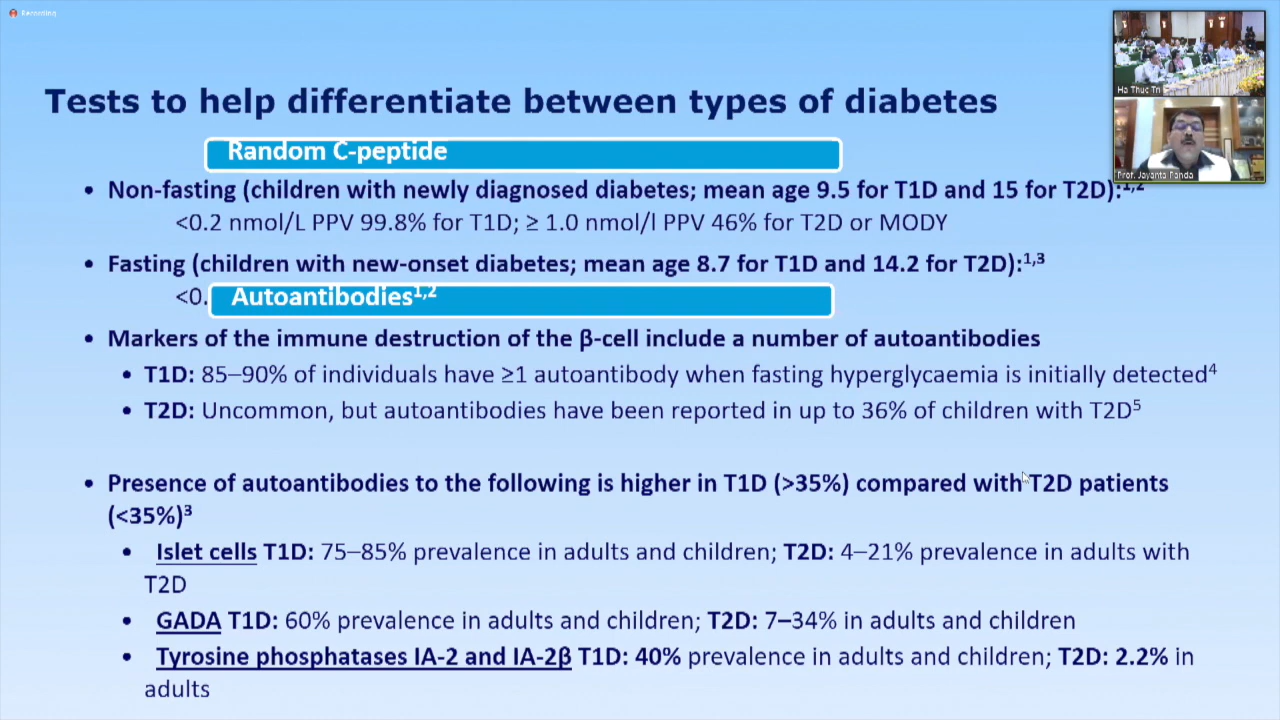 Recording
Ha Thuc Tri
Prof. Jayanta Panda
Tests to help differentiate between types of diabetes
Random C-peptide
• Non-fasting (children with newly diagnosed diabetes; mean age 9.5 for T1D and 15 for T2D):1,2
<0.2 nmol/L PPV 99.8% for T1D; ≥ 1.0 nmol/l PPV 46% for T2D or MODY
• Fasting (children with new-onset diabetes; mean age 8.7 for T1D and 14.2 for T2D):1,3
<0.
Autoantibodies1,2
• Markers of the immune destruction of the β-cell include a number of autoantibodies
• T1D: 85–90% of individuals have ≥1 autoantibody when fasting hyperglycaemia is initially detected4
• T2D: Uncommon, but autoantibodies have been reported in up to 36% of children with T2D5
• Presence of autoantibodies to the following is higher in T1D (>35%) compared with T2D patients
(<35%)3
• Islet cells T1D: 75–85% prevalence in adults and children; T2D: 4–21% prevalence in adults with
T2D
• GADA T1D: 60% prevalence in adults and children; T2D: 7–34% in adults and children
• Tyrosine phosphatases IA-2 and IA-2β T1D: 40% prevalence in adults and children; T2D: 2.2% in
adults